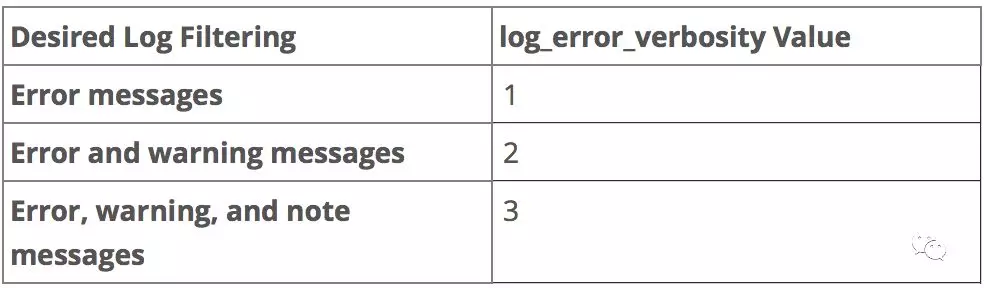 Desired Log Filtering log_error_verbosity Value
Error messages 1
Error and warning messages 2
Error, warning, and note 3
messages